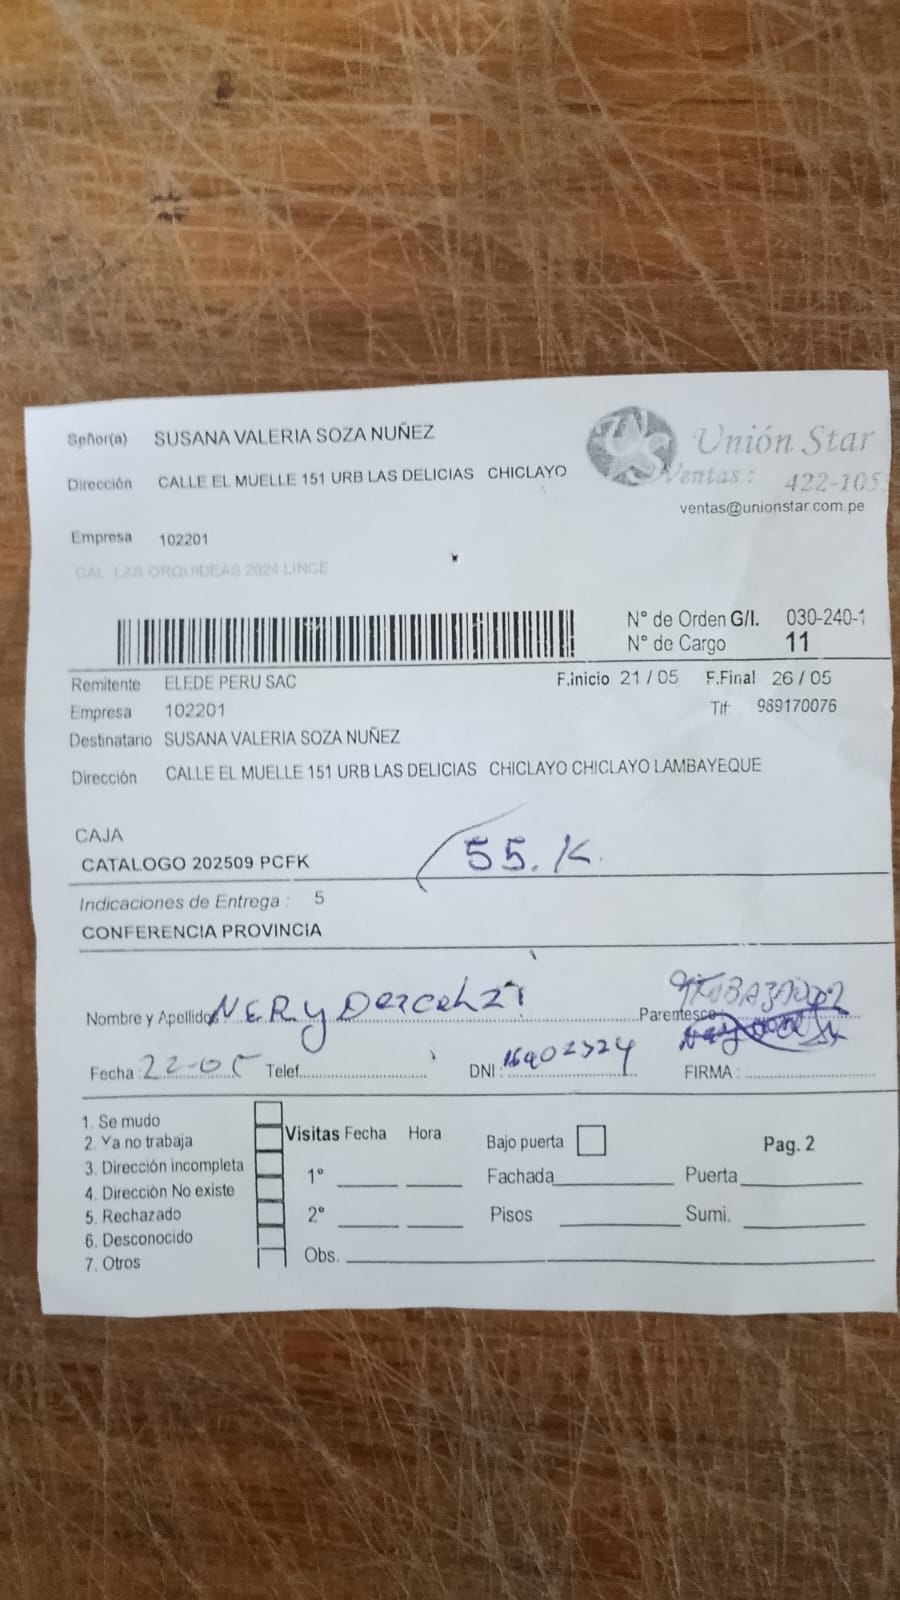 Señor(a) SUSANA VALERIA SOZA NUÑEZ
Unión Star
Dirección CALLE EL MUELLE 151 URB LAS DELICIAS CHICLAYO
Ventas: 422-105
ventas@unionstar.com.pe
Empresa 102201
CAL. LAS ORQUIDEAS 2624 LINCE
N° de Orden G/I. 030-240-1
N° de Cargo 11
Remitente ELEDE PERU SAC F.inicio 21 / 05 F.Final 26 / 05
Empresa 102201 Tlf: 989170076
Destinatario SUSANA VALERIA SOZA NUÑEZ
Dirección CALLE EL MUELLE 151 URB LAS DELICIAS CHICLAYO CHICLAYO LAMBAYEQUE
CAJA
CATALOGO 202509 PCFK 55.K.
Indicaciones de Entrega : 5
CONFERENCIA PROVINCIA
Nombre y Apellido NERY Parentesco: TRABAJADOR
Fecha : 22-05 Telef. DNI : 16902324 FIRMA :
1. Se mudo
2. Ya no trabaja
3. Dirección incompleta
4. Dirección No existe
5. Rechazado
6. Desconocido
7. Otros
Visitas Fecha Hora Bajo puerta Pag. 2
1° Fachada Puerta
2° Pisos Sumi.
Obs.